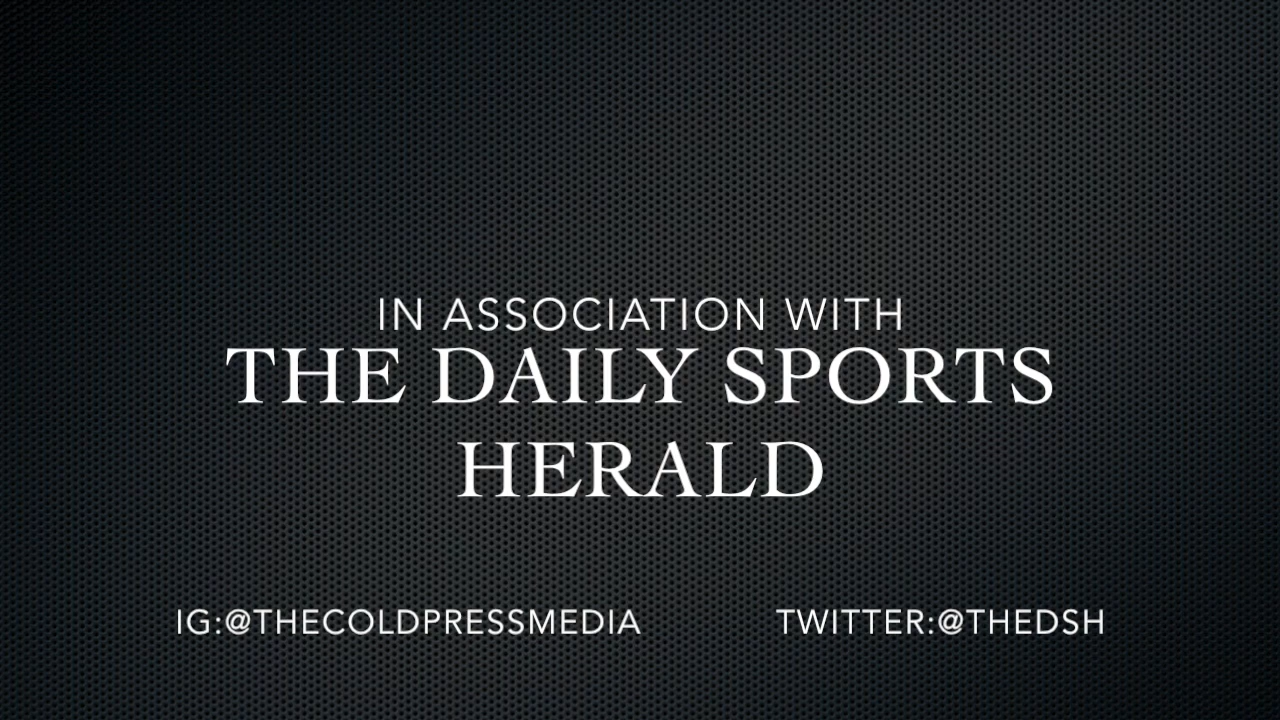 IN ASSOCIATION WITH
THE DAILY SPORTS
HERALD
IG:@THECOLDPRESSMEDIA TWITTER:@THEDSH